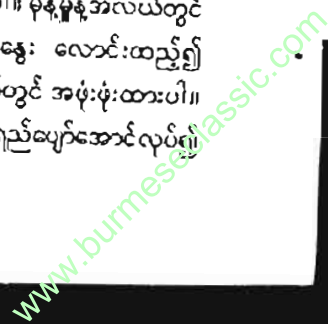 မုန့်မှုန့်အလယ်တွင်
နွေး လောင်းထည့်၍
တွင် အဖုံးဖုံးထားပါ။
ရည်ပျော်အောင်လုပ်၍
www.burmeseclassic.com